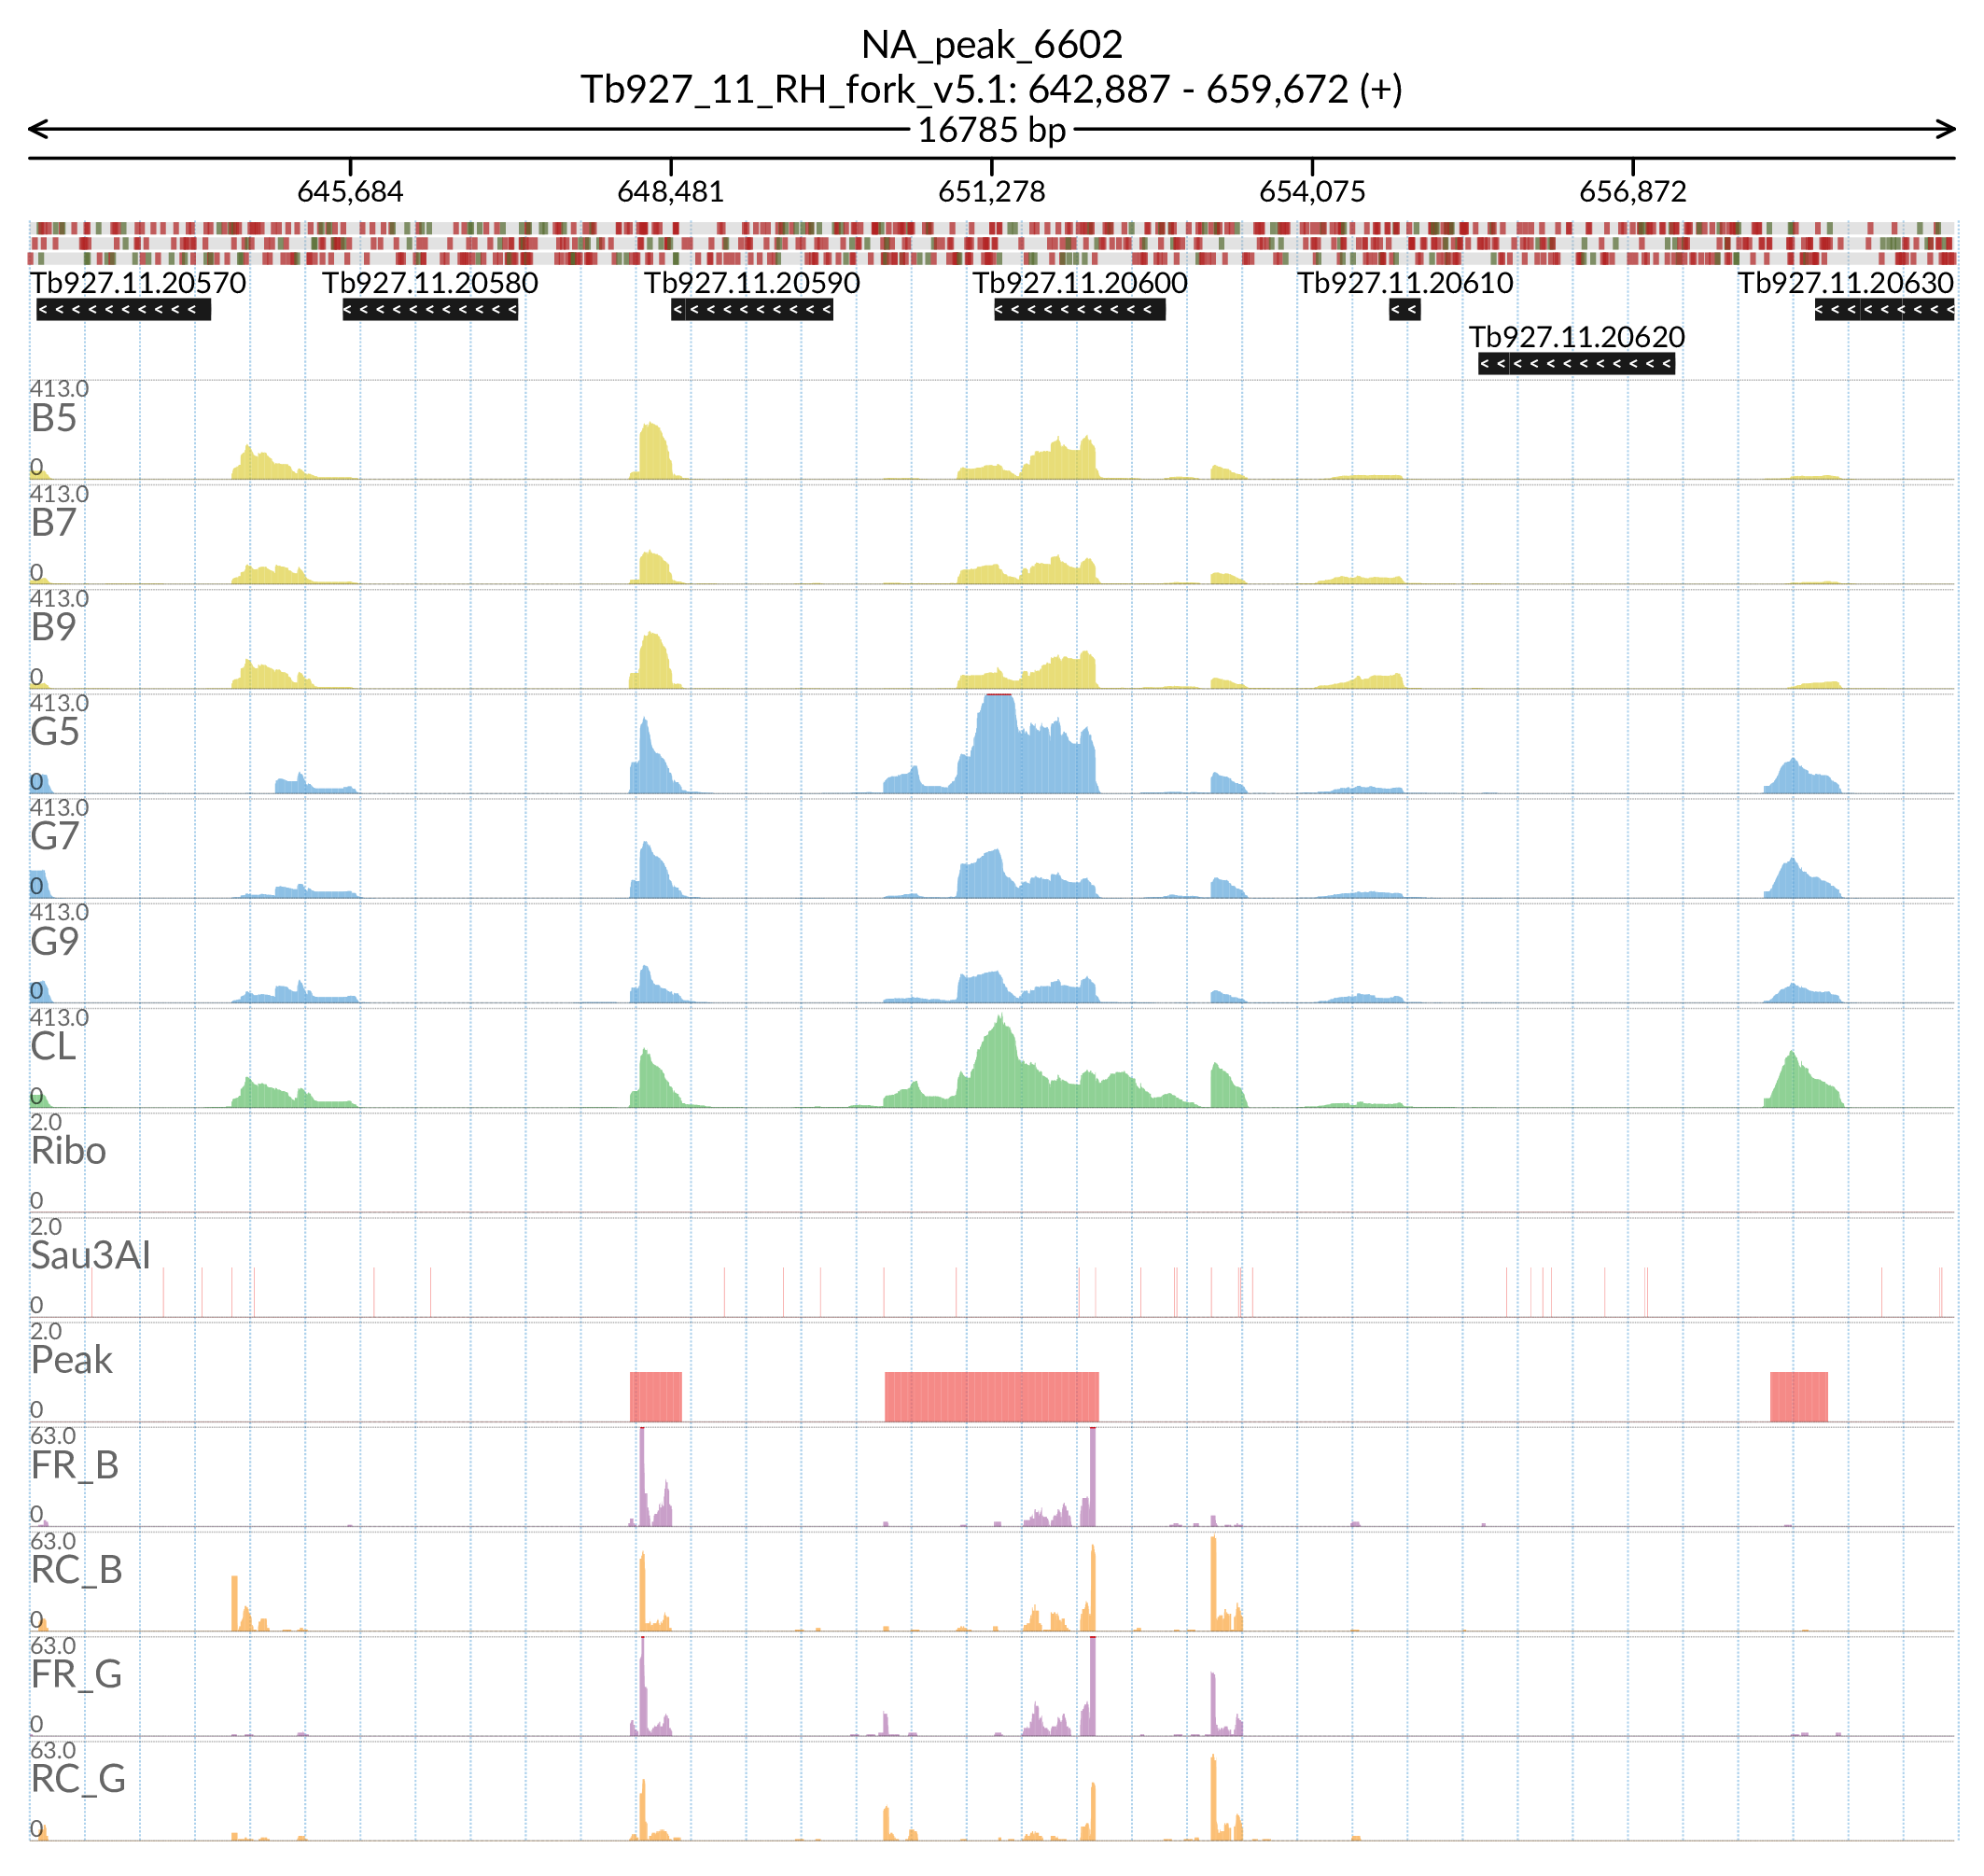 NA_peak_6602
Tb927_11_RH_fork_v5.1: 642,887 - 659,672 (+)
16785 bp
645,684 648,481 651,278 654,075 656,872
Tb927.11.20570 Tb927.11.20580 Tb927.11.20590 Tb927.11.20600 Tb927.11.20610 Tb927.11.20630
Tb927.11.20620
413.0
B5
0
413.0
B7
0
413.0
B9
0
413.0
G5
0
413.0
G7
0
413.0
G9
0
413.0
CL
0
2.0
Ribo
0
2.0
Sau3AI
0
2.0
Peak
0
63.0
FR_B
0
63.0
RC_B
0
63.0
FR_G
0
63.0
RC_G
0